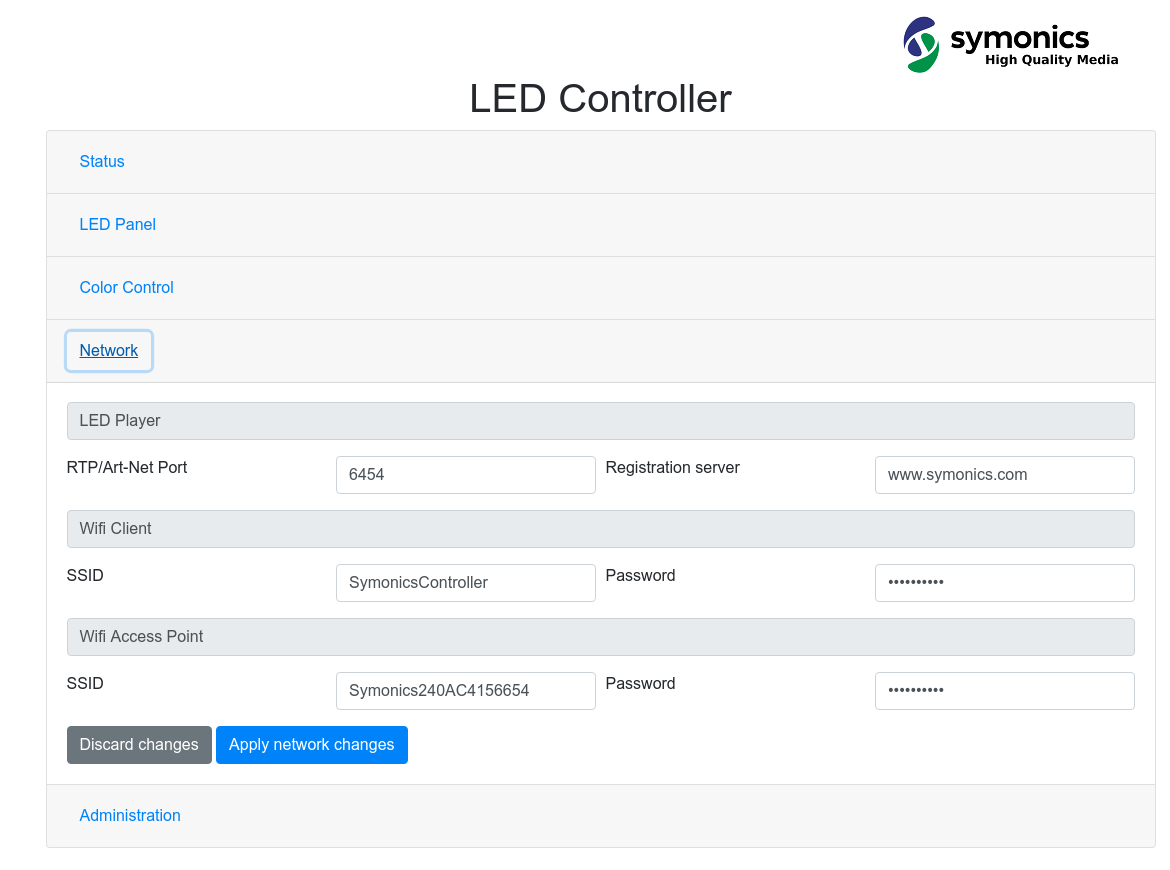 symonics
High Quality Media
LED Controller
Status
LED Panel
Color Control
Network
LED Player
RTP/Art-Net Port 6454 Registration server www.symonics.com
Wifi Client
SSID SymonicsController Password ••••••••••
Wifi Access Point
SSID Symonics240AC4156654 Password ••••••••••
Discard changes Apply network changes
Administration